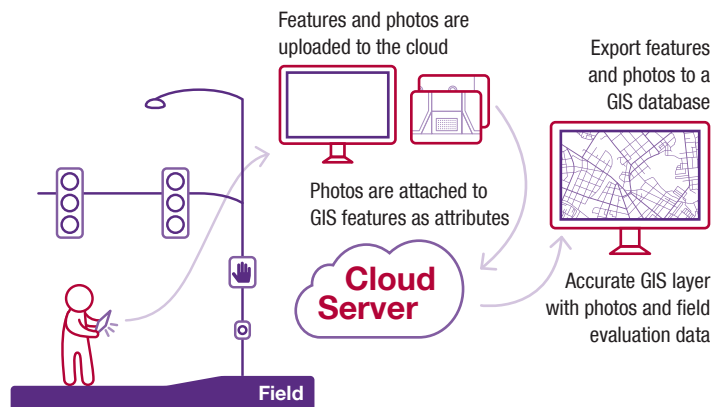 Features and photos are
uploaded to the cloud
Export features
and photos to a
GIS database
Photos are attached to
GIS features as attributes
Cloud
Server
Accurate GIS layer
with photos and field
evaluation data
Field